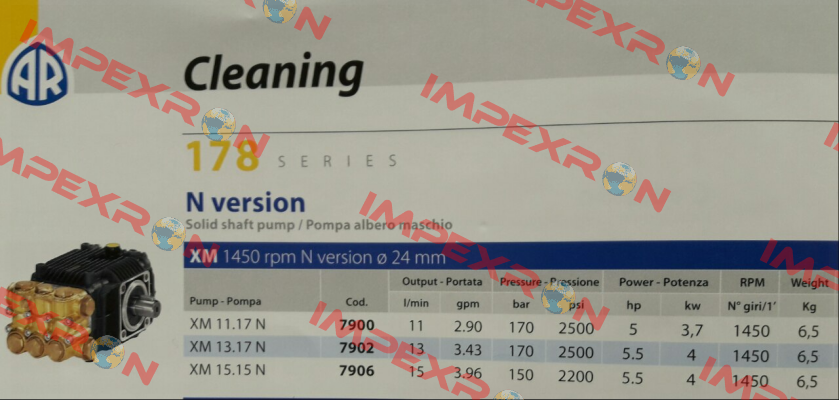 AR
Cleaning
178 SERIES
N version
Solid shaft pump / Pompa albero maschio
XM 1450 rpm N version ø 24 mm
Output - Portata Pressure - Pressione Power - Potenza RPM Weight
Pump - Pompa Cod. l/min gpm bar psi hp kw N° giri/1' Kg
XM 11.17 N 7900 11 2.90 170 2500 5 3,7 1450 6,5
XM 13.17 N 7902 13 3.43 170 2500 5.5 4 1450 6,5
XM 15.15 N 7906 15 3.96 150 2200 5.5 4 1450 6,5
IMPEXRON
IMPEXRON
IMPEXRON
IMPEXRON
IMPEXRON
IMPEXRON